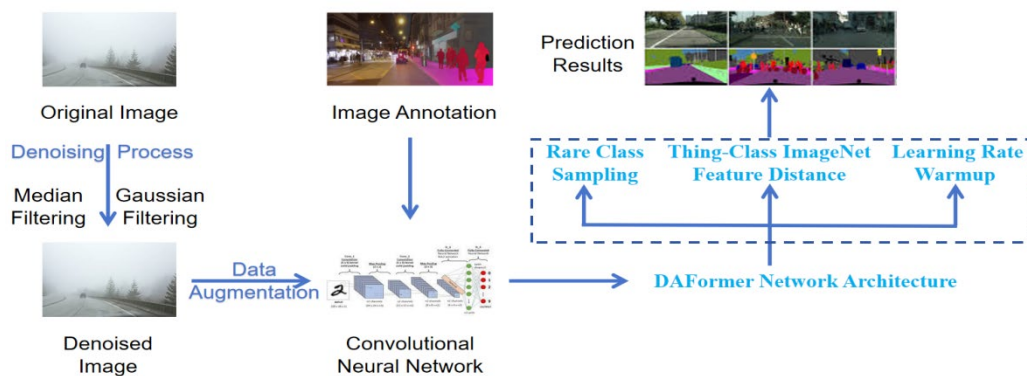 Original Image
Denoising Process
Median Filtering
Gaussian Filtering
Denoised Image
Data Augmentation
Image Annotation
Convolutional Neural Network
DAFormer Network Architecture
Rare Class Sampling
Thing-Class ImageNet Feature Distance
Learning Rate Warmup
Prediction Results